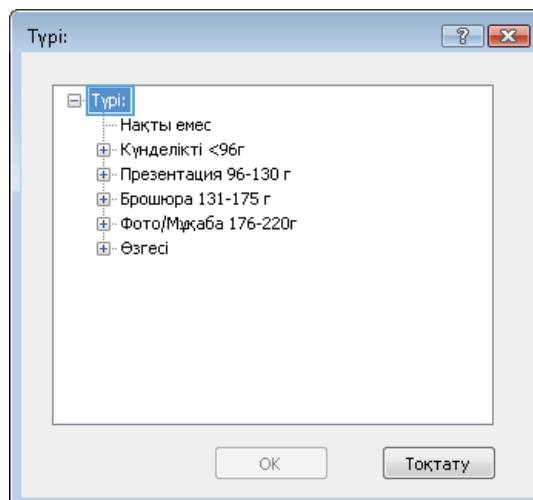 Түрі:
Түрі:
Нақты емес
Күнделікті <96г
Презентация 96-130 г
Брошюра 131-175 г
Фото/Мұқаба 176-220г
Өзгесі
OK
Тоқтату